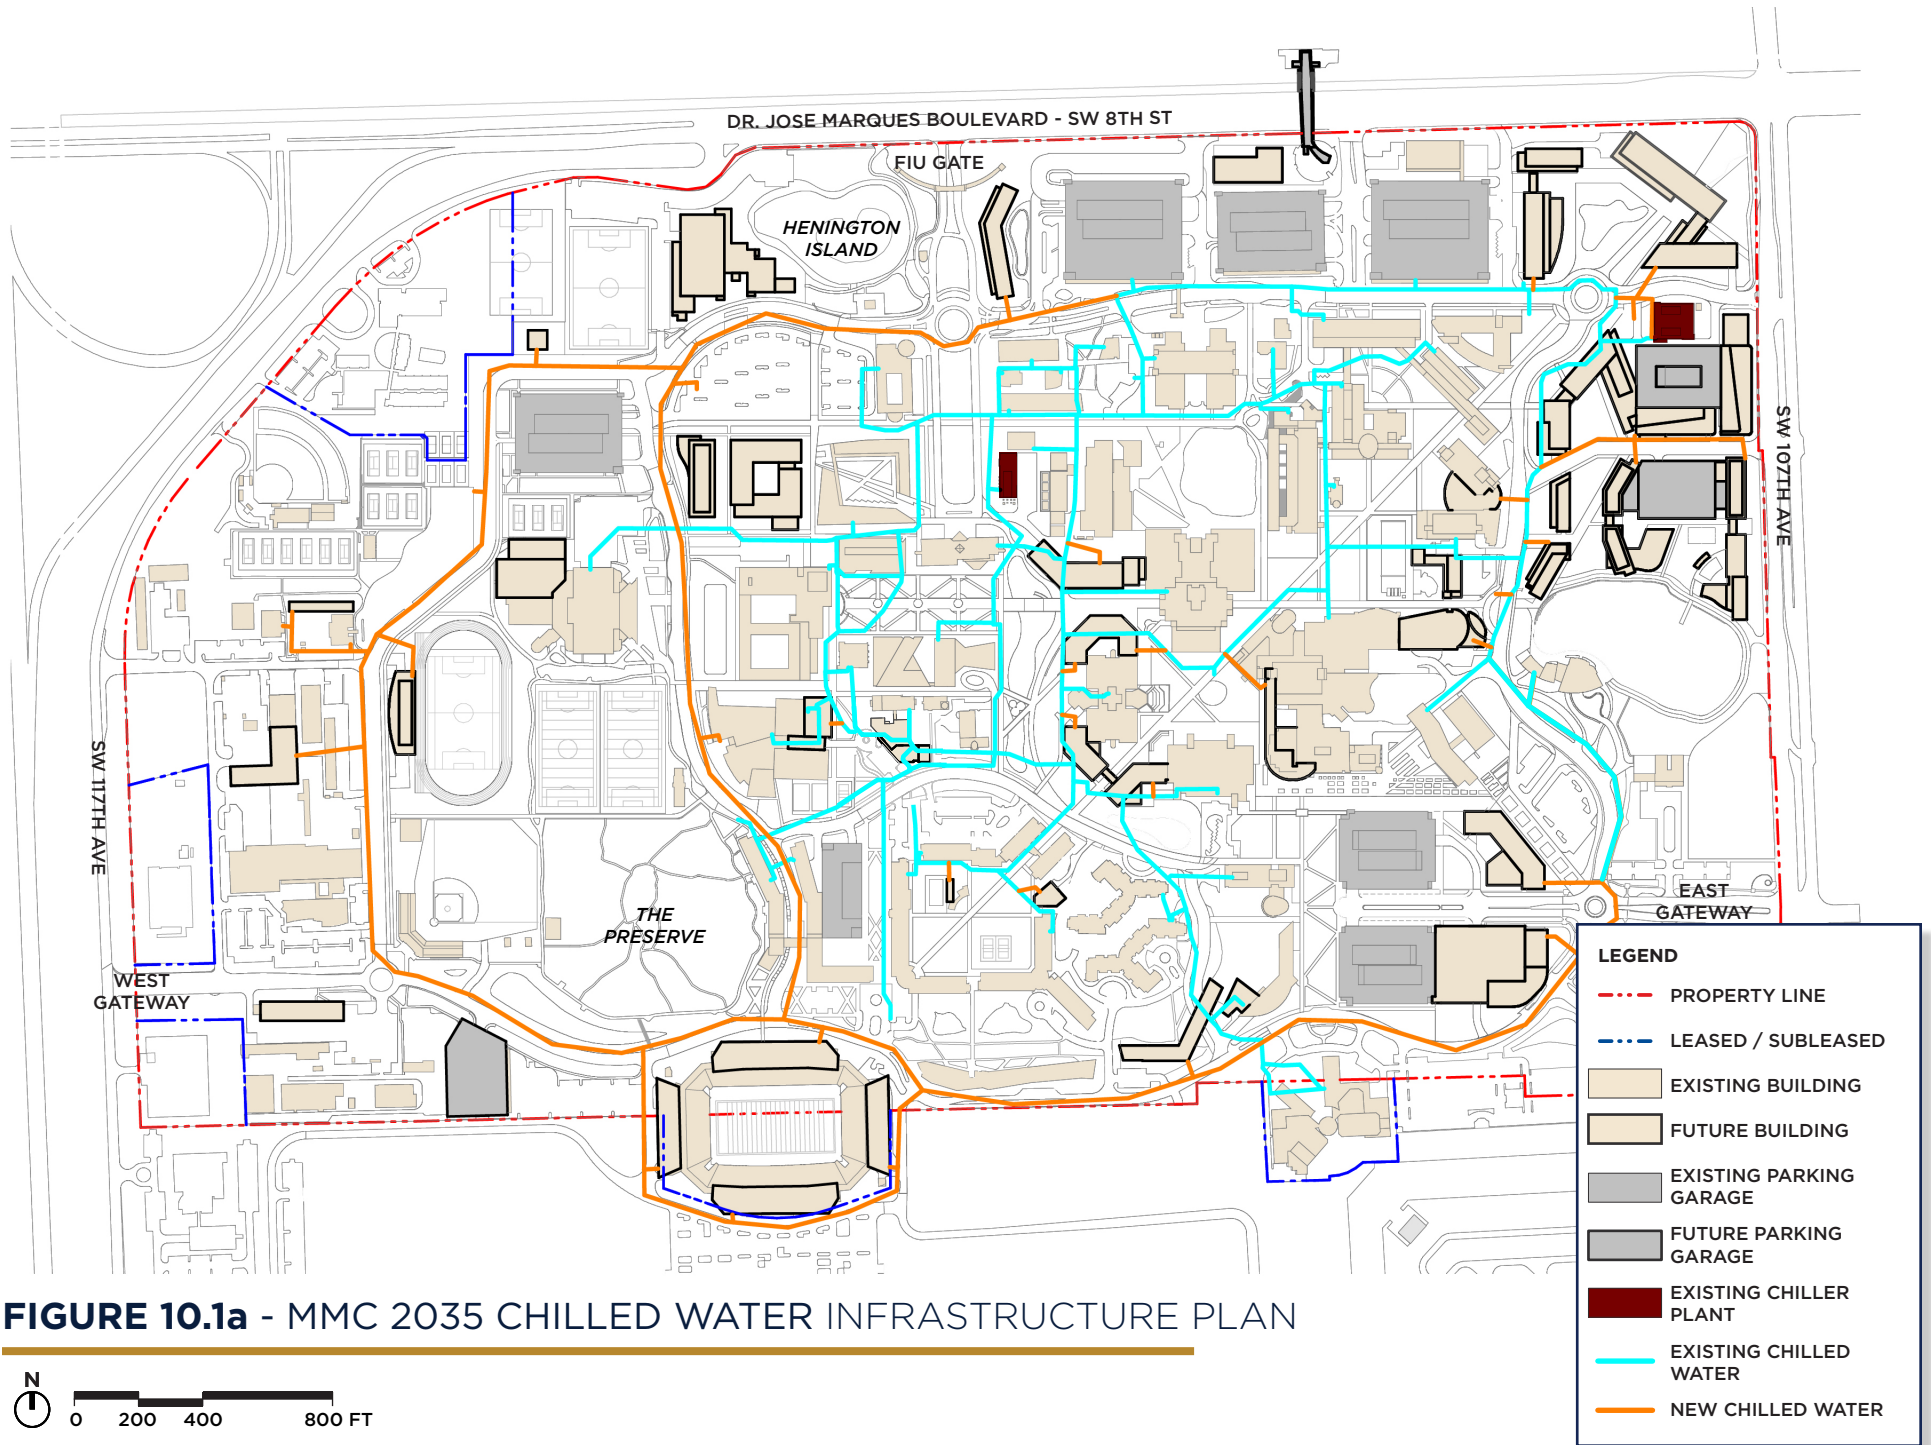 DR. JOSE MARQUES BOULEVARD - SW 8TH ST
FIU GATE
HENINGTON
ISLAND
SW 107TH AVE
SW 117TH AVE
THE
PRESERVE
WEST
GATEWAY
EAST
GATEWAY
LEGEND
PROPERTY LINE
LEASED / SUBLEASED
EXISTING BUILDING
FUTURE BUILDING
EXISTING PARKING
GARAGE
FUTURE PARKING
GARAGE
EXISTING CHILLER
PLANT
EXISTING CHILLED
WATER
NEW CHILLED WATER
FIGURE 10.1a - MMC 2035 CHILLED WATER INFRASTRUCTURE PLAN
N
0 200 400 800 FT